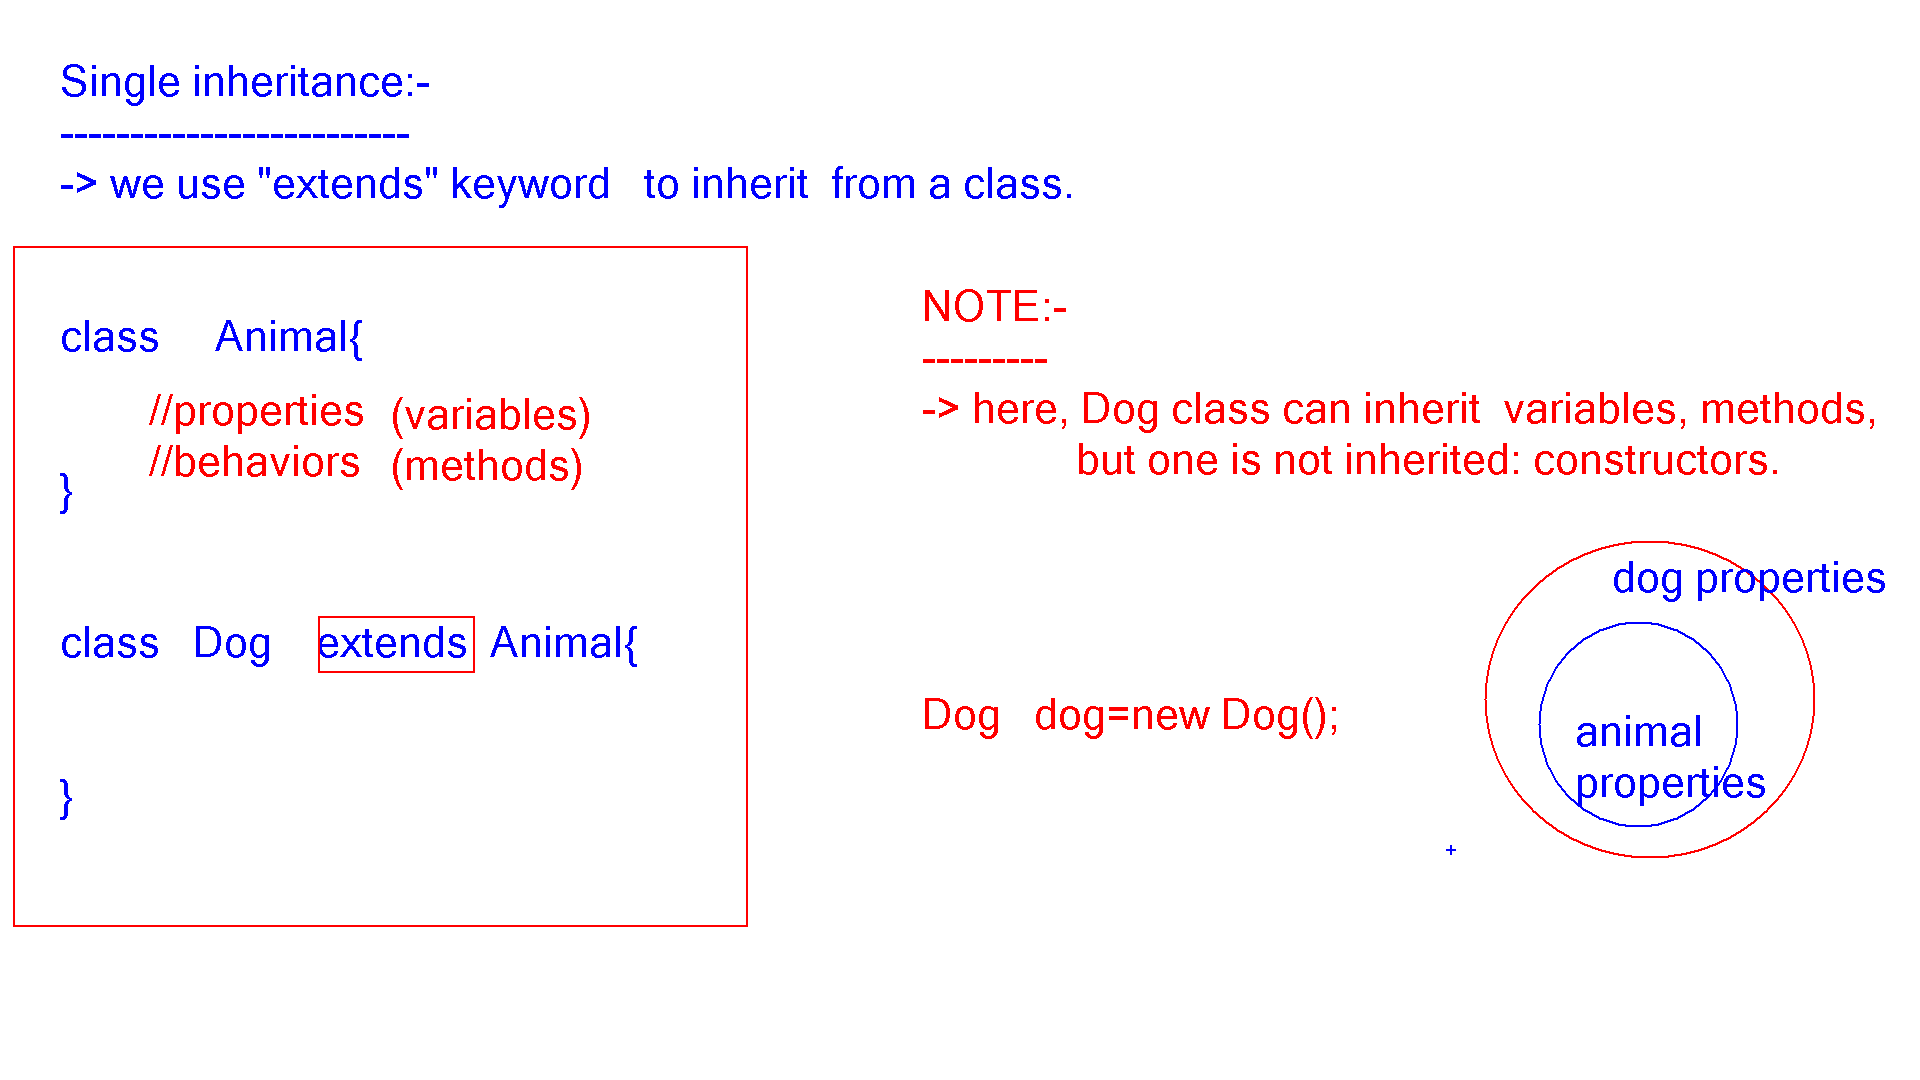 Single inheritance:-
-------------------------
-> we use "extends" keyword to inherit from a class.
class Animal{
//properties (variables)
//behaviors (methods)
}
class Dog extends Animal{
}
NOTE:-
---------
-> here, Dog class can inherit variables, methods,
but one is not inherited: constructors.
Dog dog=new Dog();
dog properties
animal
properties